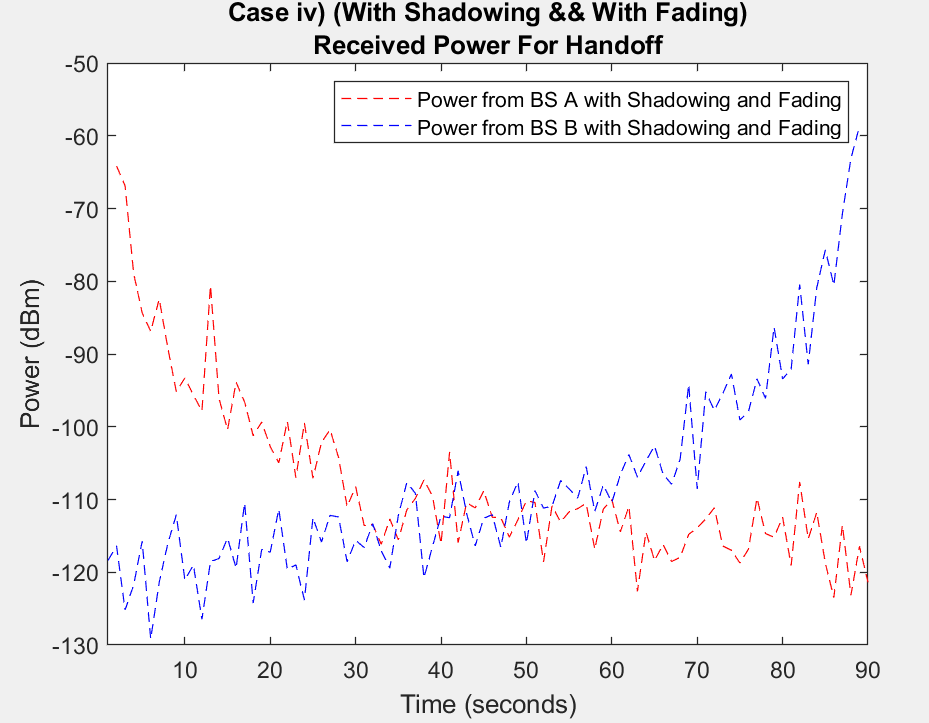 Case iv) (With Shadowing && With Fading)
Received Power For Handoff
-50
-60
-70
-80
-90
-100
-110
-120
-130
Power (dBm)
Power from BS A with Shadowing and Fading
Power from BS B with Shadowing and Fading
10 20 30 40 50 60 70 80 90
Time (seconds)